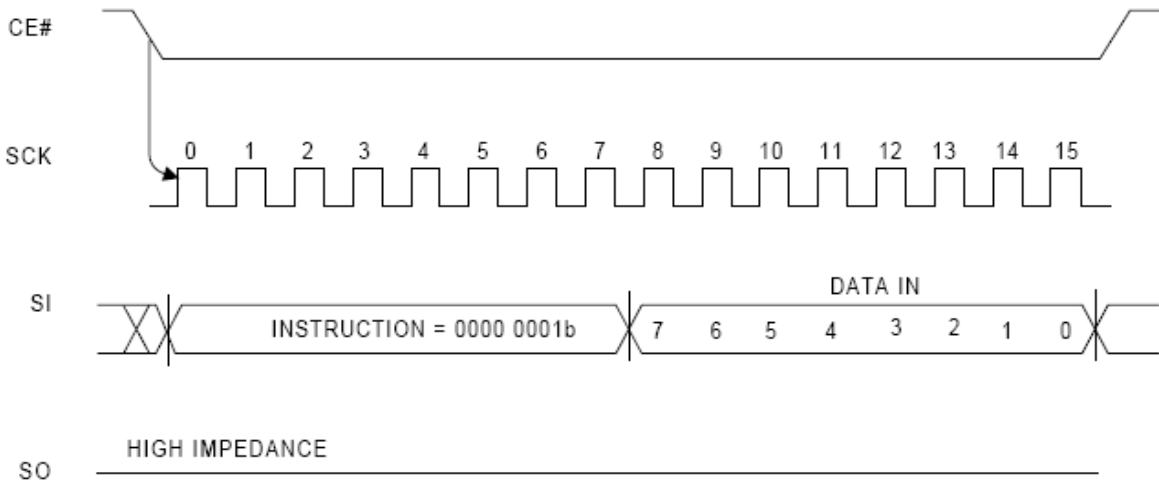 CE#
SCK
0 1 2 3 4 5 6 7 8 9 10 11 12 13 14 15
DATA IN
SI
INSTRUCTION = 0000 0001b
7 6 5 4 3 2 1 0
HIGH IMPEDANCE
SO